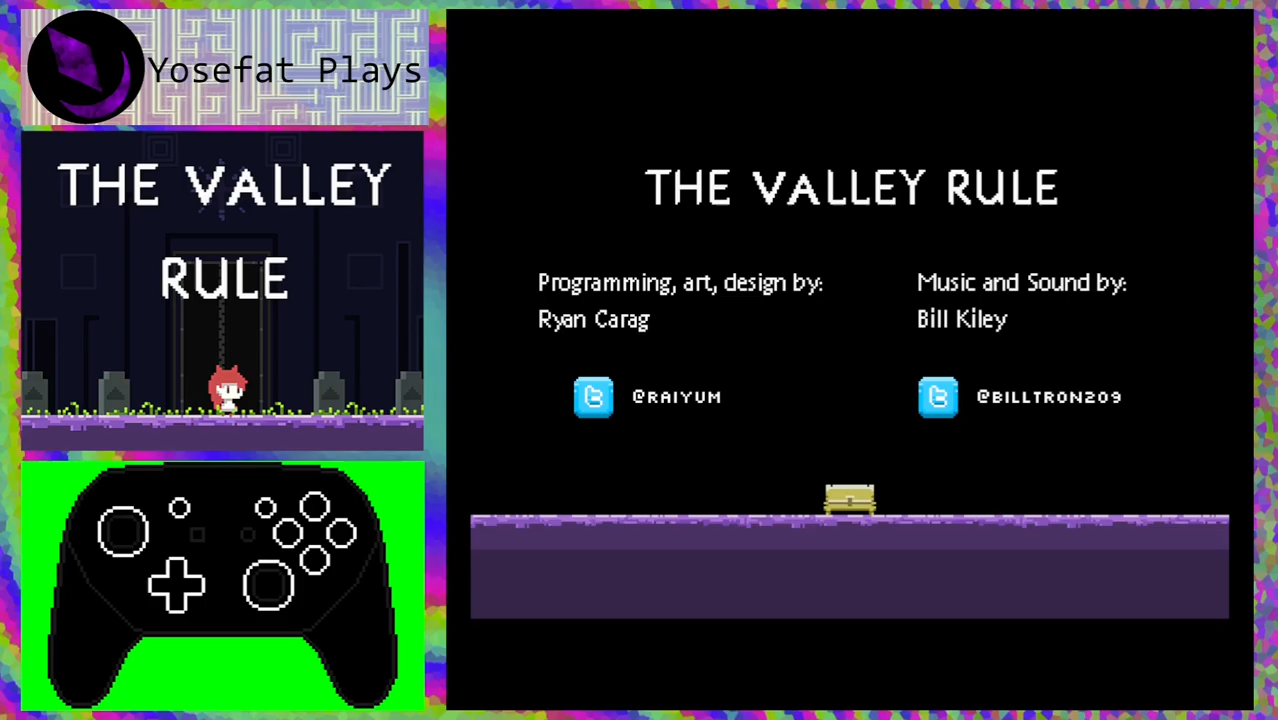 Yosefat Plays
THE VALLEY
RULE
THE VALLEY RULE
Programming, art, design by:
Ryan Carag
Music and Sound by:
Bill Kiley
@RAIYUM
@BILLTRON209